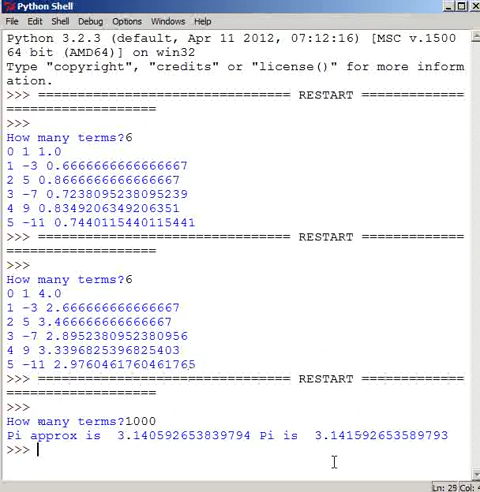 Python Shell
File Edit Shell Debug Options Windows Help
Python 3.2.3 (default, Apr 11 2012, 07:12:16) [MSC v.1500
64 bit (AMD64)] on win32
Type "copyright", "credits" or "license()" for more inform
ation.
>>> ================================ RESTART =============
===================
>>>
How many terms?6
0 1 1.0
1 -3 0.6666666666666667
2 5 0.8666666666666667
3 -7 0.7238095238095239
4 9 0.8349206349206351
5 -11 0.7440115440115441
>>> ================================ RESTART =============
===================
>>>
How many terms?6
0 1 4.0
1 -3 2.666666666666667
2 5 3.466666666666667
3 -7 2.8952380952380956
4 9 3.3396825396825403
5 -11 2.9760461760461765
>>> ================================ RESTART =============
===================
>>>
How many terms?1000
Pi approx is  3.140592653839794 Pi is  3.141592653589793
>>>
Ln: 25 Col: 4